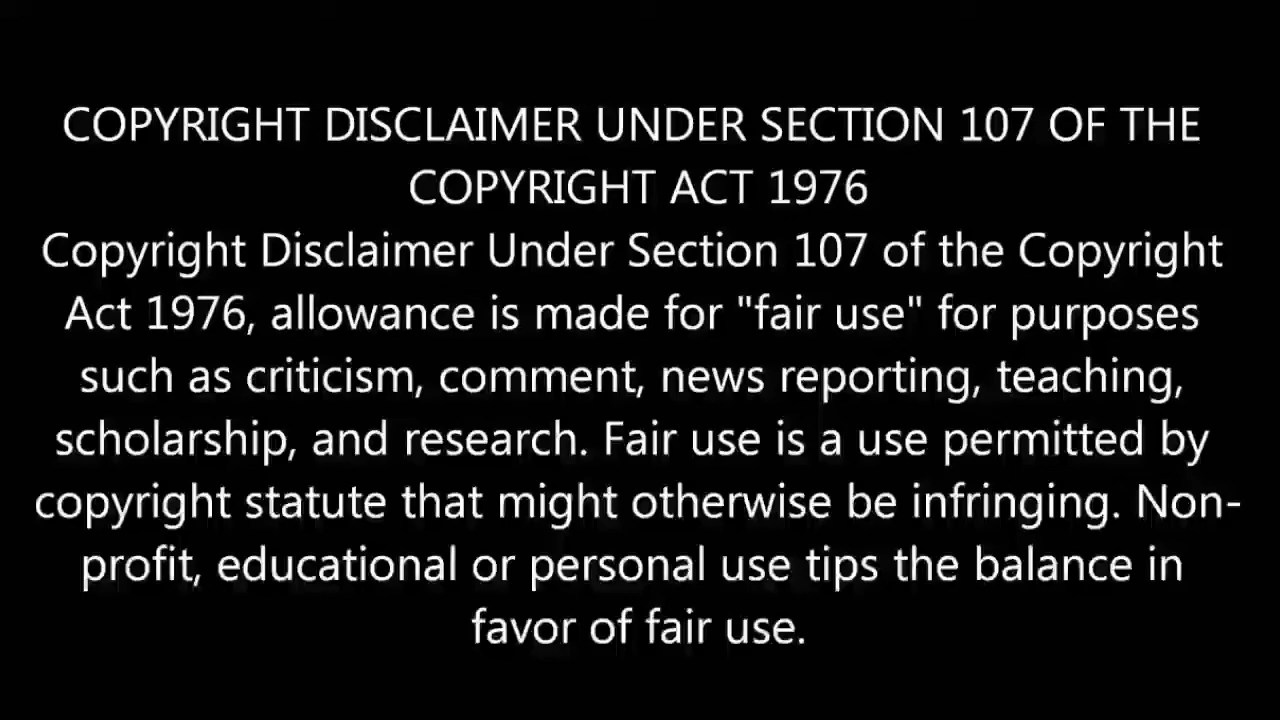 COPYRIGHT DISCLAIMER UNDER SECTION 107 OF THE
COPYRIGHT ACT 1976
Copyright Disclaimer Under Section 107 of the Copyright
Act 1976, allowance is made for "fair use" for purposes
such as criticism, comment, news reporting, teaching,
scholarship, and research. Fair use is a use permitted by
copyright statute that might otherwise be infringing. Non-
profit, educational or personal use tips the balance in
favor of fair use.